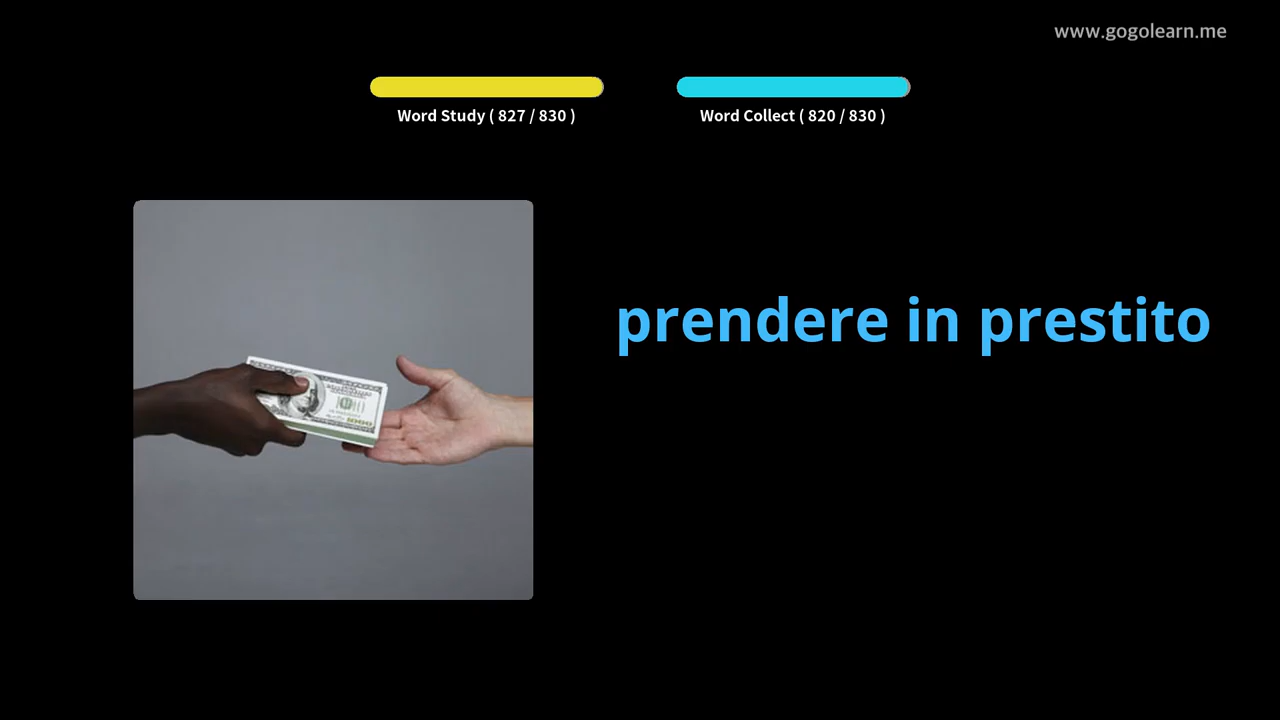 www.gogolearn.me
Word Study ( 827 / 830 )
Word Collect ( 820 / 830 )
prendere in prestito